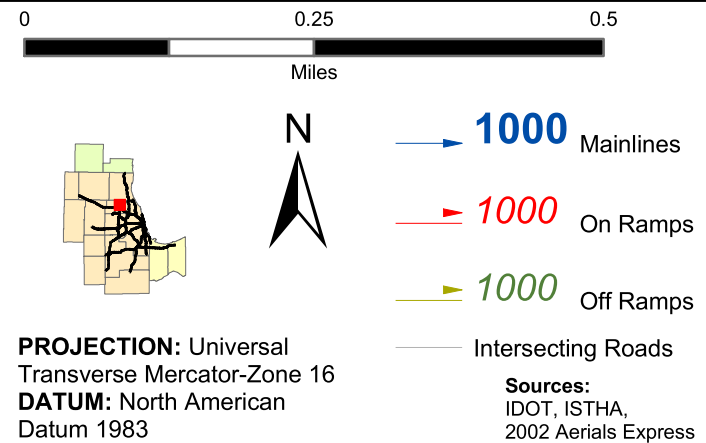 0 0.25 0.5
Miles
N
1000 Mainlines
1000 On Ramps
1000 Off Ramps
Intersecting Roads
PROJECTION: Universal
Transverse Mercator-Zone 16
DATUM: North American
Datum 1983
Sources:
IDOT, ISTHA,
2002 Aerials Express